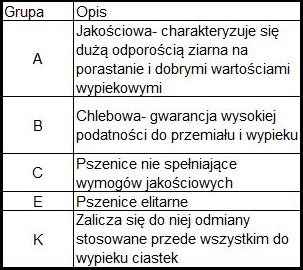 Grupa Opis
Jakościowa- charakteryzuje się
dużą odpornością ziarna na
A porastanie i dobrymi wartościami
wypiekowymi
B Chlebowa- gwarancja wysokiej
podatności do przemiału i wypieku
C Pszenice nie spełniające
wymogów jakościowych
E Pszenice elitarne
Zalicza się do niej odmiany
K stosowane przede wszystkim do
wypieku ciastek